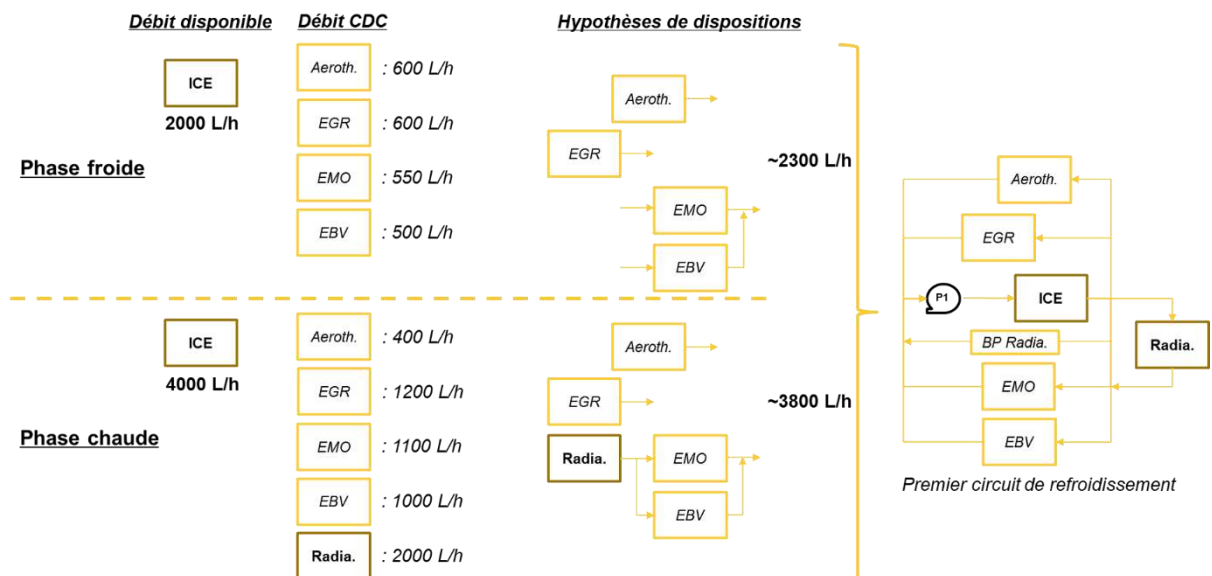 Débit disponible
Débit CDC
Hypothèses de dispositions
ICE
2000 L/h
Phase froide
Aeroth. : 600 L/h
EGR : 600 L/h
EMO : 550 L/h
EBV : 500 L/h
Aeroth.
EGR
EMO
EBV
~2300 L/h
ICE
4000 L/h
Phase chaude
Aeroth. : 400 L/h
EGR : 1200 L/h
EMO : 1100 L/h
EBV : 1000 L/h
Radia. : 2000 L/h
Aeroth.
EGR
Radia.
EMO
EBV
~3800 L/h
Aeroth.
EGR
P1
ICE
BP Radia.
Radia.
EMO
EBV
Premier circuit de refroidissement